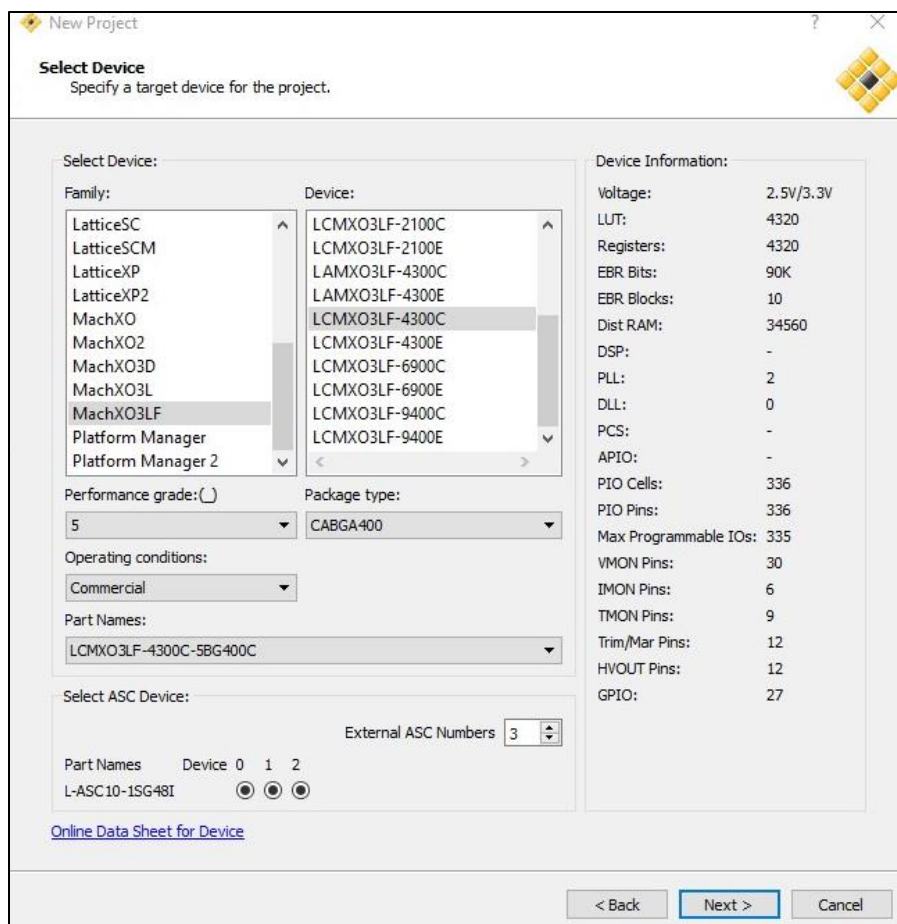 New Project
?
Select Device
Specify a target device for the project.
Select Device:
Family:
LatticeSC
LatticeSCM
LatticeXP
LatticeXP2
MachXO
MachXO2
MachXO3D
MachXO3L
MachXO3LF
Platform Manager
Platform Manager 2
Device:
LCMXO3LF-2100C
LCMXO3LF-2100E
LAMXO3LF-4300C
LAMXO3LF-4300E
LCMXO3LF-4300C
LCMXO3LF-4300E
LCMXO3LF-6900C
LCMXO3LF-6900E
LCMXO3LF-9400C
LCMXO3LF-9400E
Performance grade:(_)
5
Package type:
CABGA400
Operating conditions:
Commercial
Part Names:
LCMXO3LF-4300C-5BG400C
Select ASC Device:
External ASC Numbers 3
Part Names Device 0 1 2
L-ASC10-1SG48I
Online Data Sheet for Device
Device Information:
Voltage: 2.5V/3.3V
LUT: 4320
Registers: 4320
EBR Bits: 90K
EBR Blocks: 10
Dist RAM: 34560
DSP: -
PLL: 2
DLL: 0
PCS: -
APIO: -
PIO Cells: 336
PIO Pins: 336
Max Programmable IOs: 335
VMON Pins: 30
IMON Pins: 6
TMON Pins: 9
Trim/Mar Pins: 12
HVOUT Pins: 12
GPIO: 27
< Back
Next >
Cancel